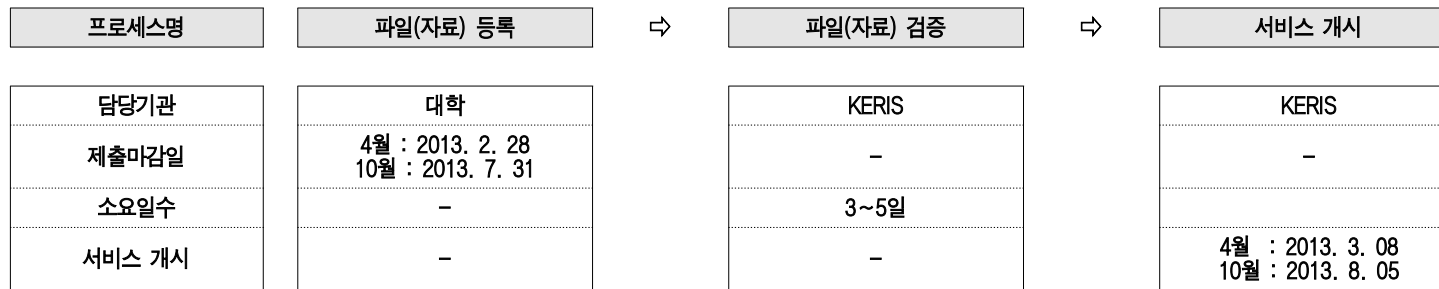 프로세스명 파일(자료) 등록 ⇨ 파일(자료) 검증 ⇨ 서비스 개시
담당기관 대학 KERIS KERIS
제출마감일 4월 : 2013. 2. 28 – –
10월 : 2013. 7. 31
소요일수 – 3~5일
서비스 개시 – – 4월 : 2013. 3. 08
10월 : 2013. 8. 05